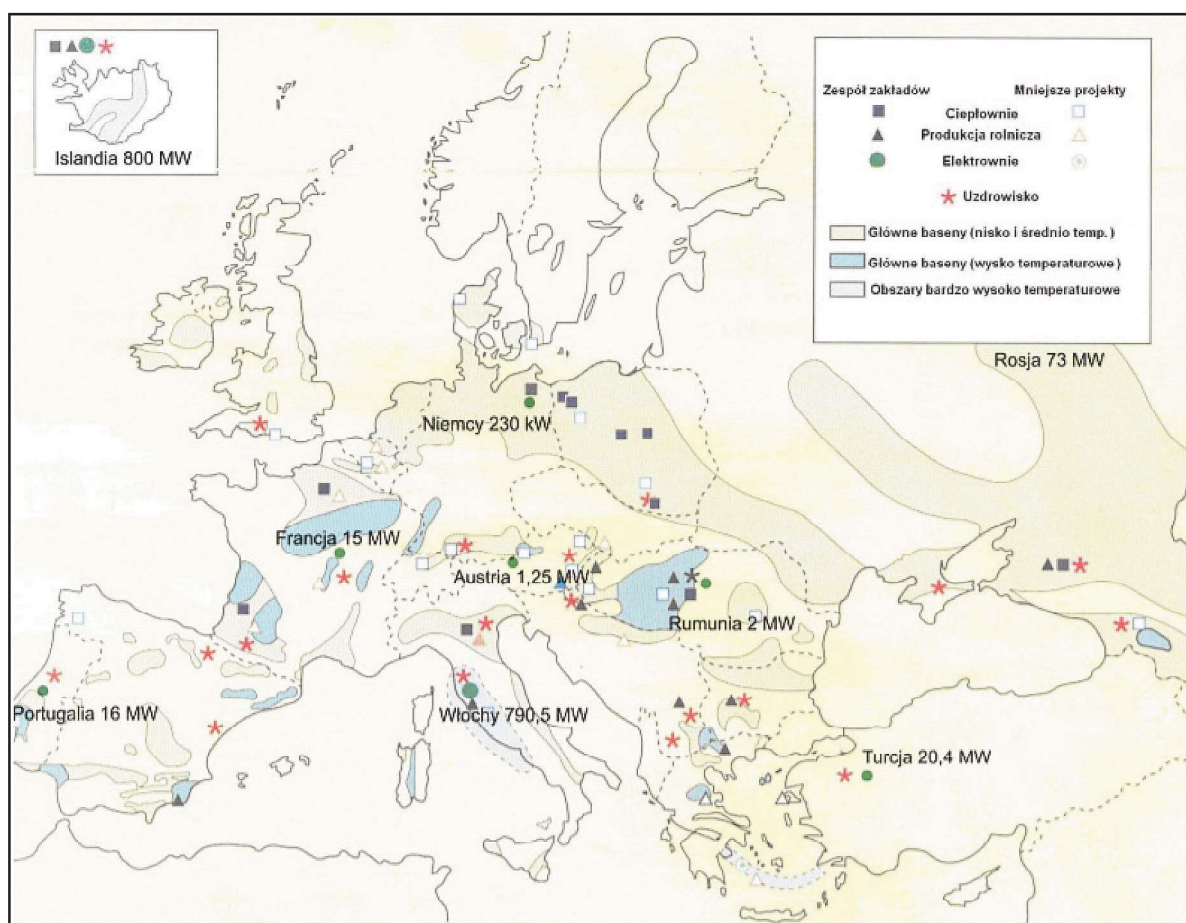 Islandia 800 MW
Zespół zakładów
Mniejsze projekty
Ciepłownie
Produkcja rolnicza
Elektrownie
Uzdrowisko
Główne baseny (nisko i średnio temp.)
Główne baseny (wysko temperaturowe)
Obszary bardzo wysoko temperaturowe
Rosja 73 MW
Niemcy 230 kW
Francja 15 MW
Austria 1,25 MW
Rumunia 2 MW
Portugalia 16 MW
Włochy 790,5 MW
Turcja 20,4 MW